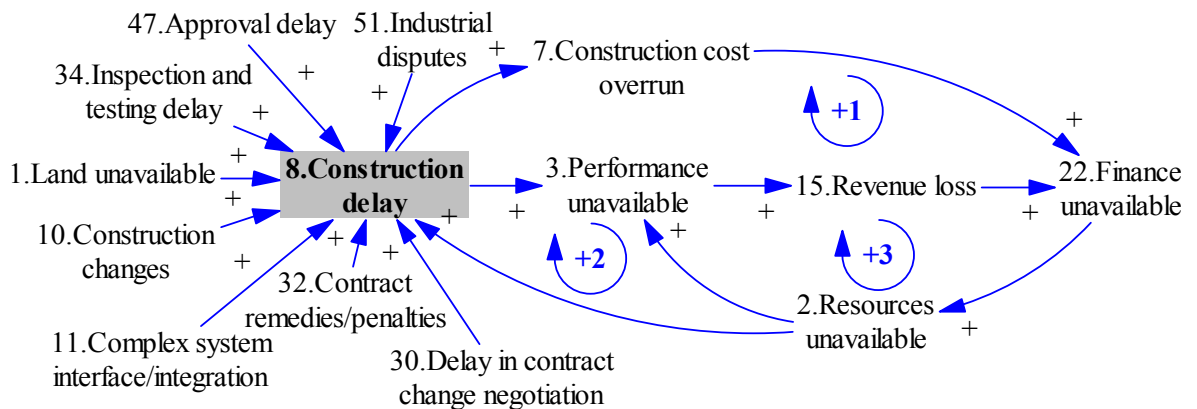 47.Approval delay
51.Industrial
disputes
34.Inspection and
testing delay
7.Construction cost
overrun
+
+
+
+
+
+1
+
1.Land unavailable
+
8.Construction
delay
3.Performance
unavailable
15.Revenue loss
22.Finance
unavailable
+
+
+
+
+
+
10.Construction
changes
+
+
+
+2
+3
32.Contract
remedies/penalties
2.Resources
unavailable
+
11.Complex system
interface/integration
30.Delay in contract
change negotiation